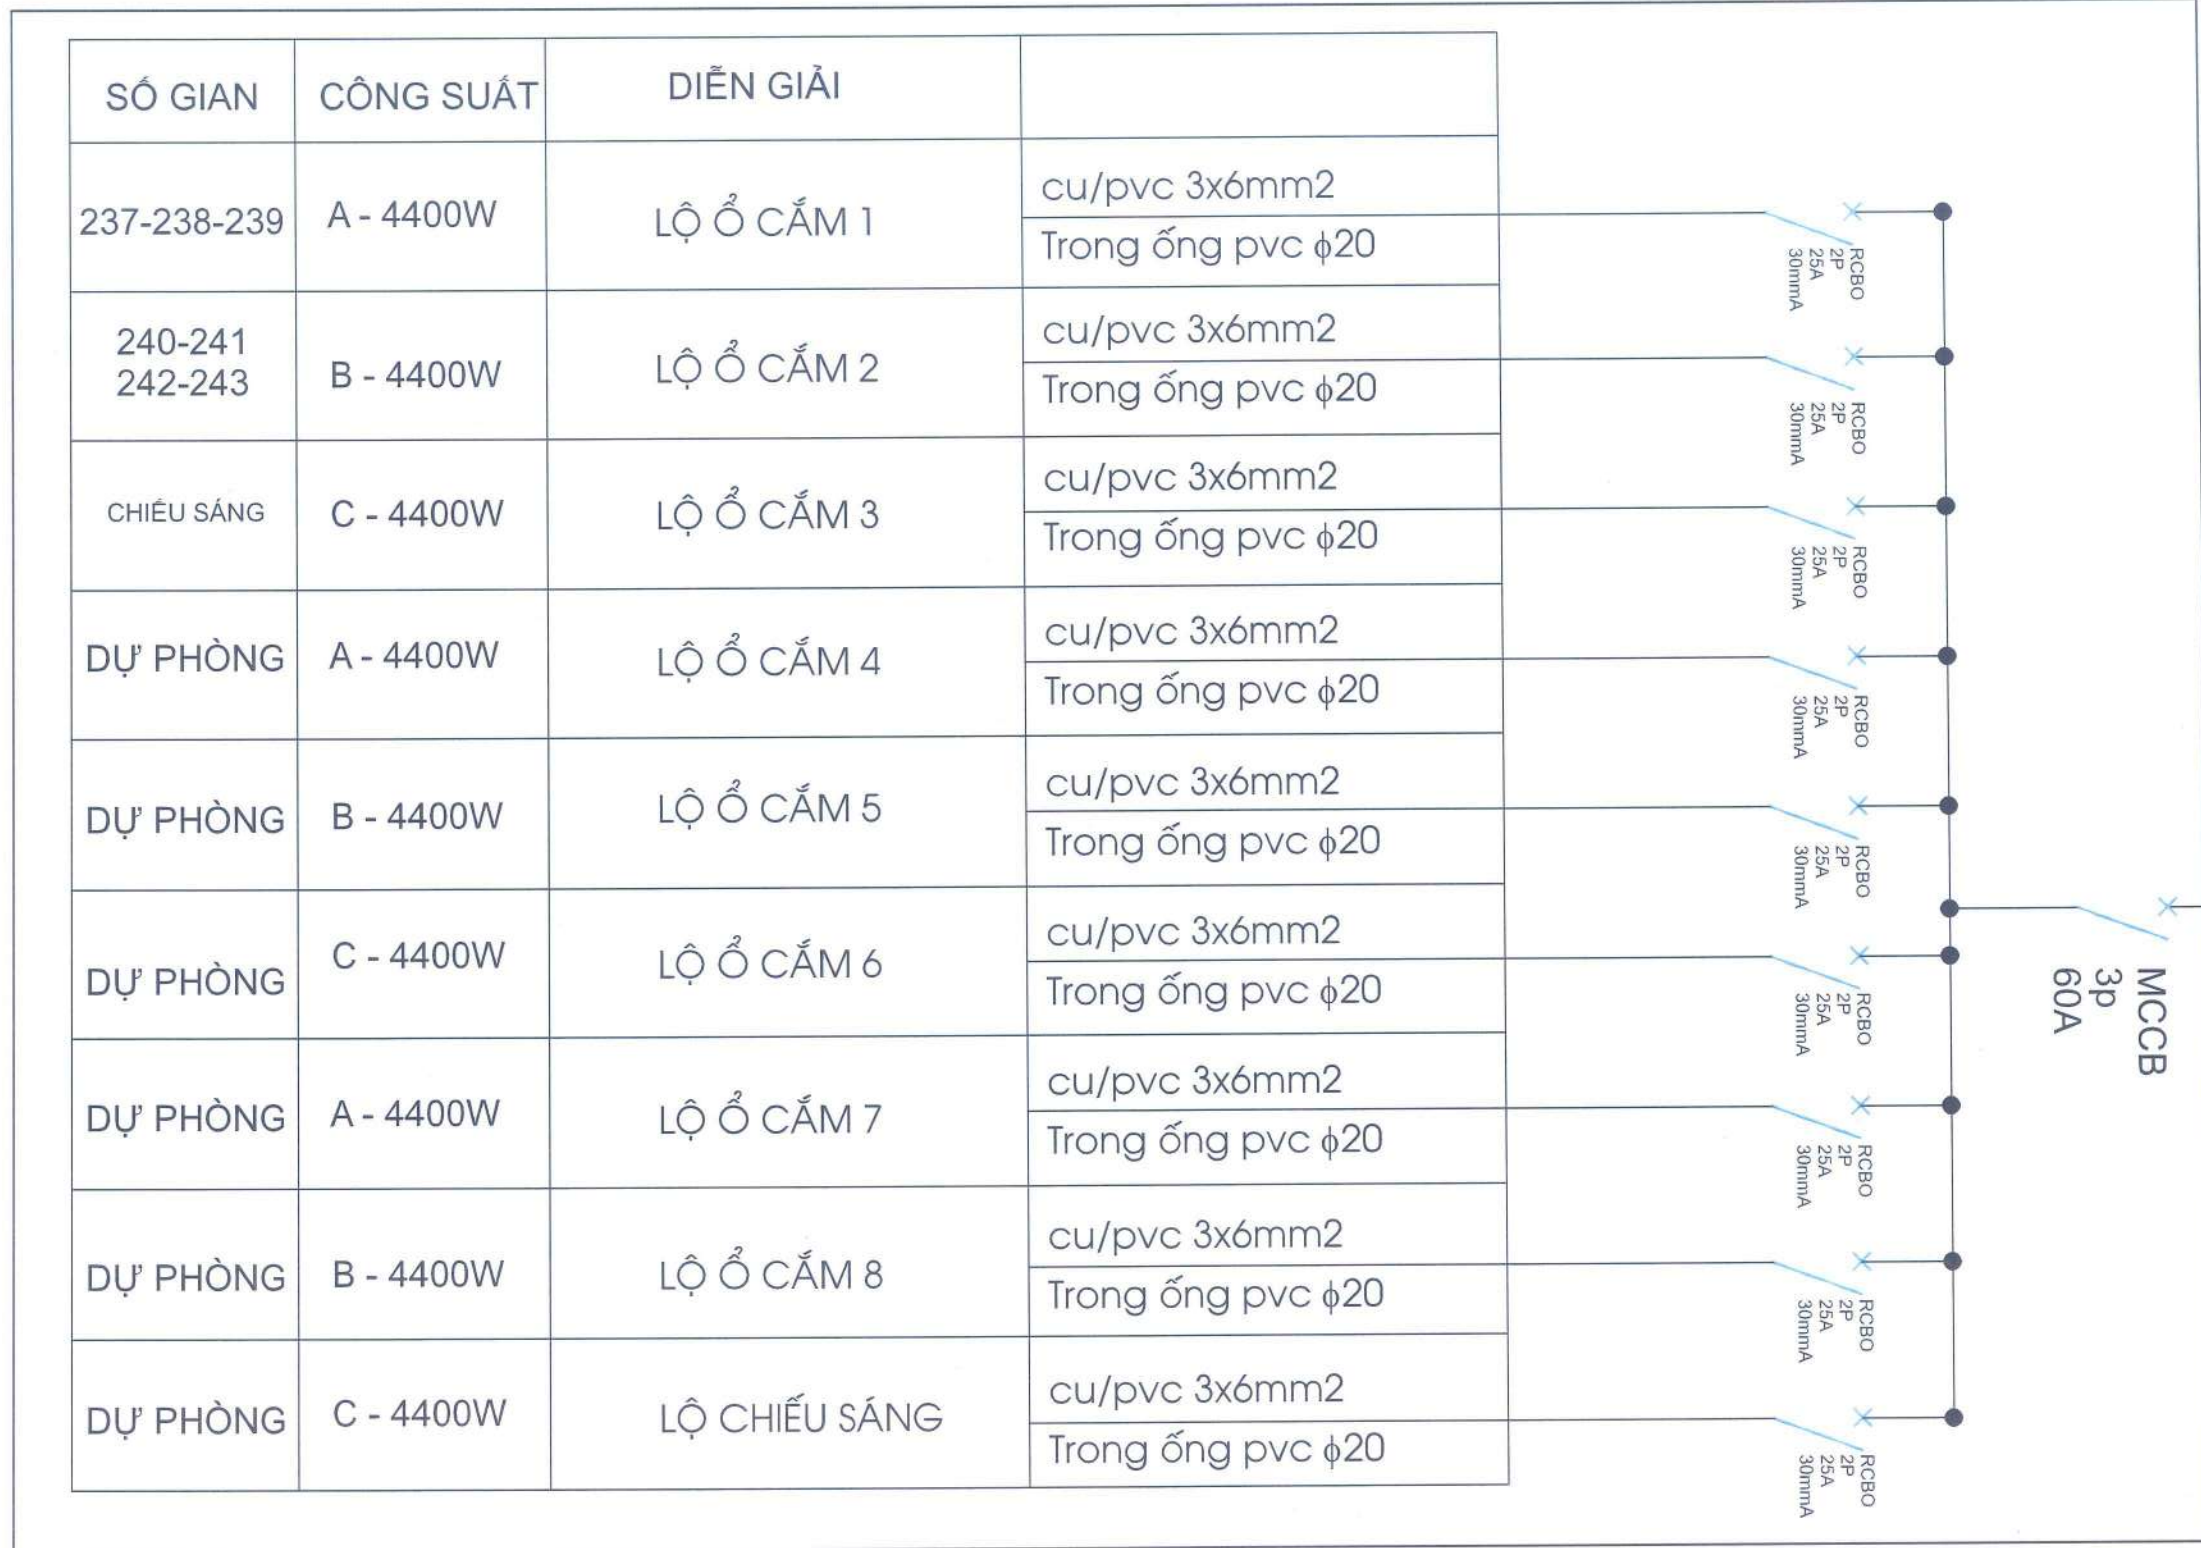 SỐ GIAN
CÔNG SUẤT
DIỄN GIẢI
237-238-239
A - 4400W
LỘ Ổ CẮM 1
cu/pvc 3x6mm2
Trong ống pvc ϕ20
RCBO
2P
25A
30mmA
240-241
242-243
B - 4400W
LỘ Ổ CẮM 2
cu/pvc 3x6mm2
Trong ống pvc ϕ20
RCBO
2P
25A
30mmA
CHIẾU SÁNG
C - 4400W
LỘ Ổ CẮM 3
cu/pvc 3x6mm2
Trong ống pvc ϕ20
RCBO
2P
25A
30mmA
DỰ PHÒNG
A - 4400W
LỘ Ổ CẮM 4
cu/pvc 3x6mm2
Trong ống pvc ϕ20
RCBO
2P
25A
30mmA
DỰ PHÒNG
B - 4400W
LỘ Ổ CẮM 5
cu/pvc 3x6mm2
Trong ống pvc ϕ20
RCBO
2P
25A
30mmA
DỰ PHÒNG
C - 4400W
LỘ Ổ CẮM 6
cu/pvc 3x6mm2
Trong ống pvc ϕ20
RCBO
2P
25A
30mmA
MCCB
3p
60A
DỰ PHÒNG
A - 4400W
LỘ Ổ CẮM 7
cu/pvc 3x6mm2
Trong ống pvc ϕ20
RCBO
2P
25A
30mmA
DỰ PHÒNG
B - 4400W
LỘ Ổ CẮM 8
cu/pvc 3x6mm2
Trong ống pvc ϕ20
RCBO
2P
25A
30mmA
DỰ PHÒNG
C - 4400W
LỘ CHIẾU SÁNG
cu/pvc 3x6mm2
Trong ống pvc ϕ20
RCBO
2P
25A
30mmA